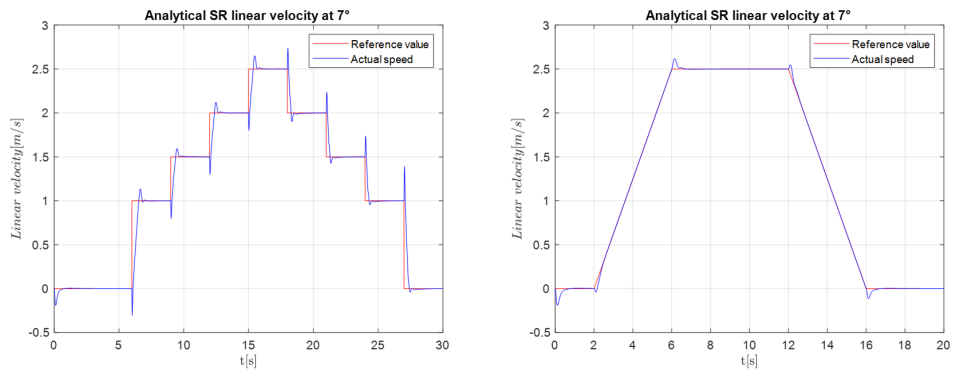 Analytical SR linear velocity at 7°
Reference value
Actual speed
3
2.5
2
1.5
1
0.5
0
-0.5
Linear velocity[m/s]
0 5 10 15 20 25 30
t[s]
Analytical SR linear velocity at 7°
Reference value
Actual speed
3
2.5
2
1.5
1
0.5
0
-0.5
Linear velocity[m/s]
0 2 4 6 8 10 12 14 16 18 20
t[s]